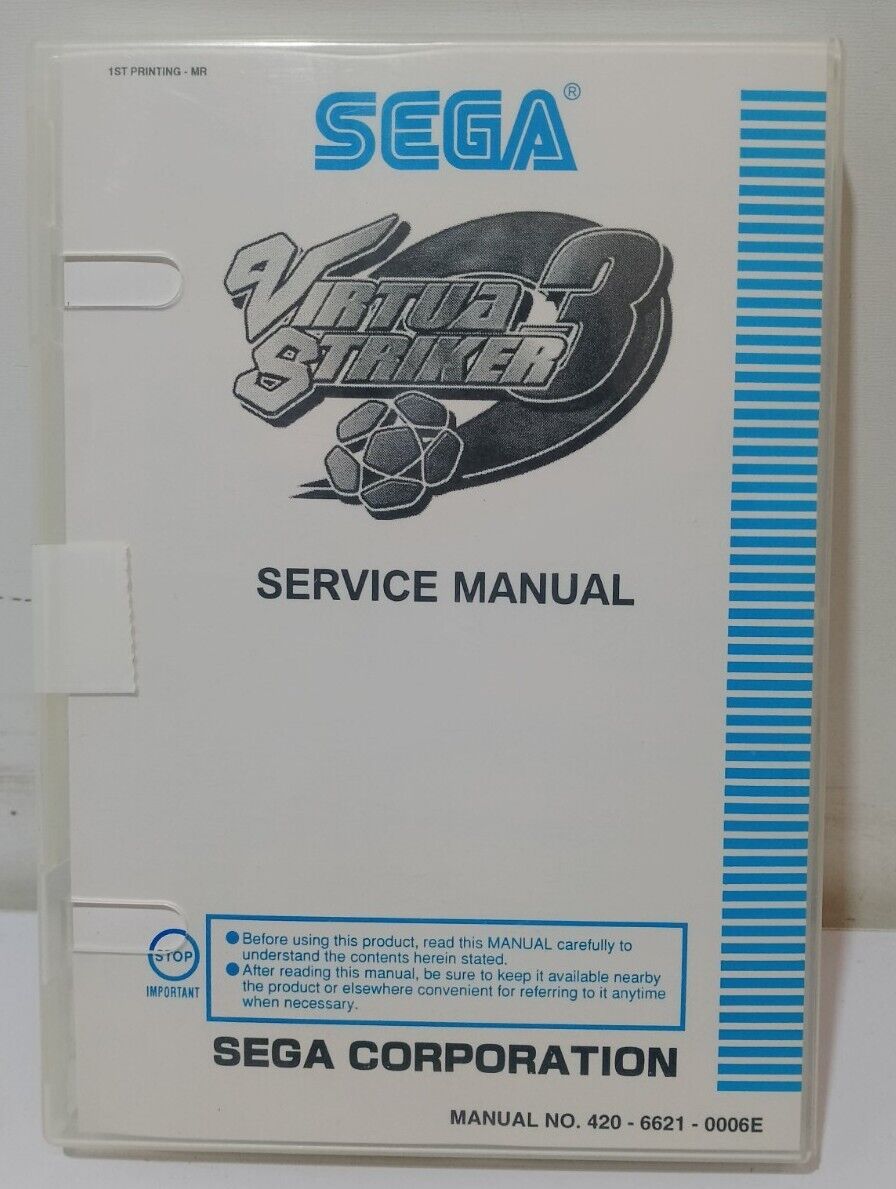 1ST PRINTING - MR
SEGA®
VIRTUA
STRIKER 3
SERVICE MANUAL
STOP
IMPORTANT
● Before using this product, read this MANUAL carefully to
understand the contents herein stated.
● After reading this manual, be sure to keep it available nearby
the product or elsewhere convenient for referring to it anytime
when necessary.
SEGA CORPORATION
MANUAL NO. 420 - 6621 - 0006E